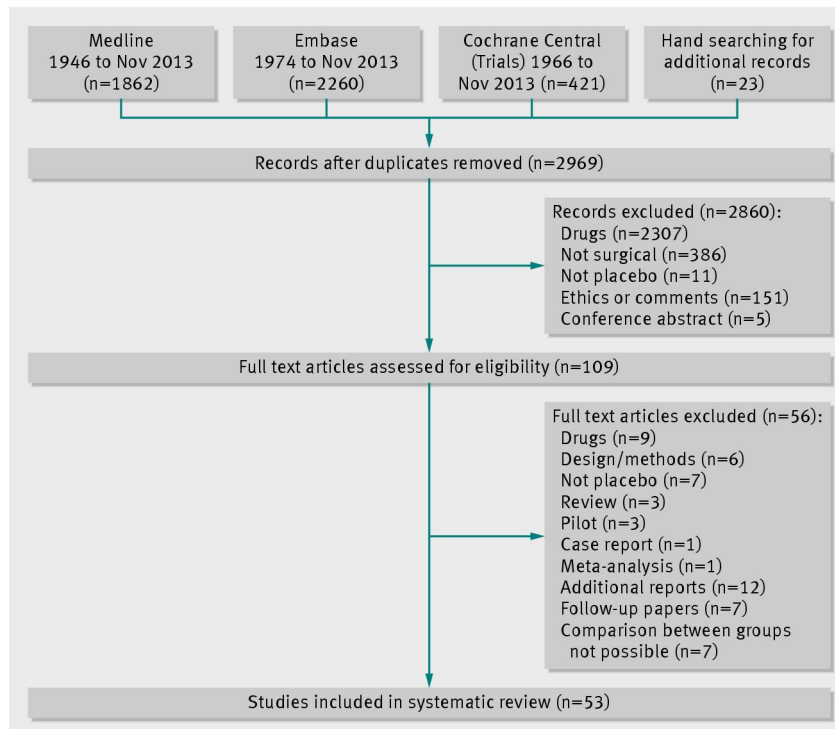 Medline
1946 to Nov 2013
(n=1862)
Embase
1974 to Nov 2013
(n=2260)
Cochrane Central
(Trials) 1966 to
Nov 2013 (n=421)
Hand searching for
additional records
(n=23)
Records after duplicates removed (n=2969)
Records excluded (n=2860):
Drugs (n=2307)
Not surgical (n=386)
Not placebo (n=11)
Ethics or comments (n=151)
Conference abstract (n=5)
Full text articles assessed for eligibility (n=109)
Full text articles excluded (n=56):
Drugs (n=9)
Design/methods (n=6)
Not placebo (n=7)
Review (n=3)
Pilot (n=3)
Case report (n=1)
Meta-analysis (n=1)
Additional reports (n=12)
Follow-up papers (n=7)
Comparison between groups
not possible (n=7)
Studies included in systematic review (n=53)